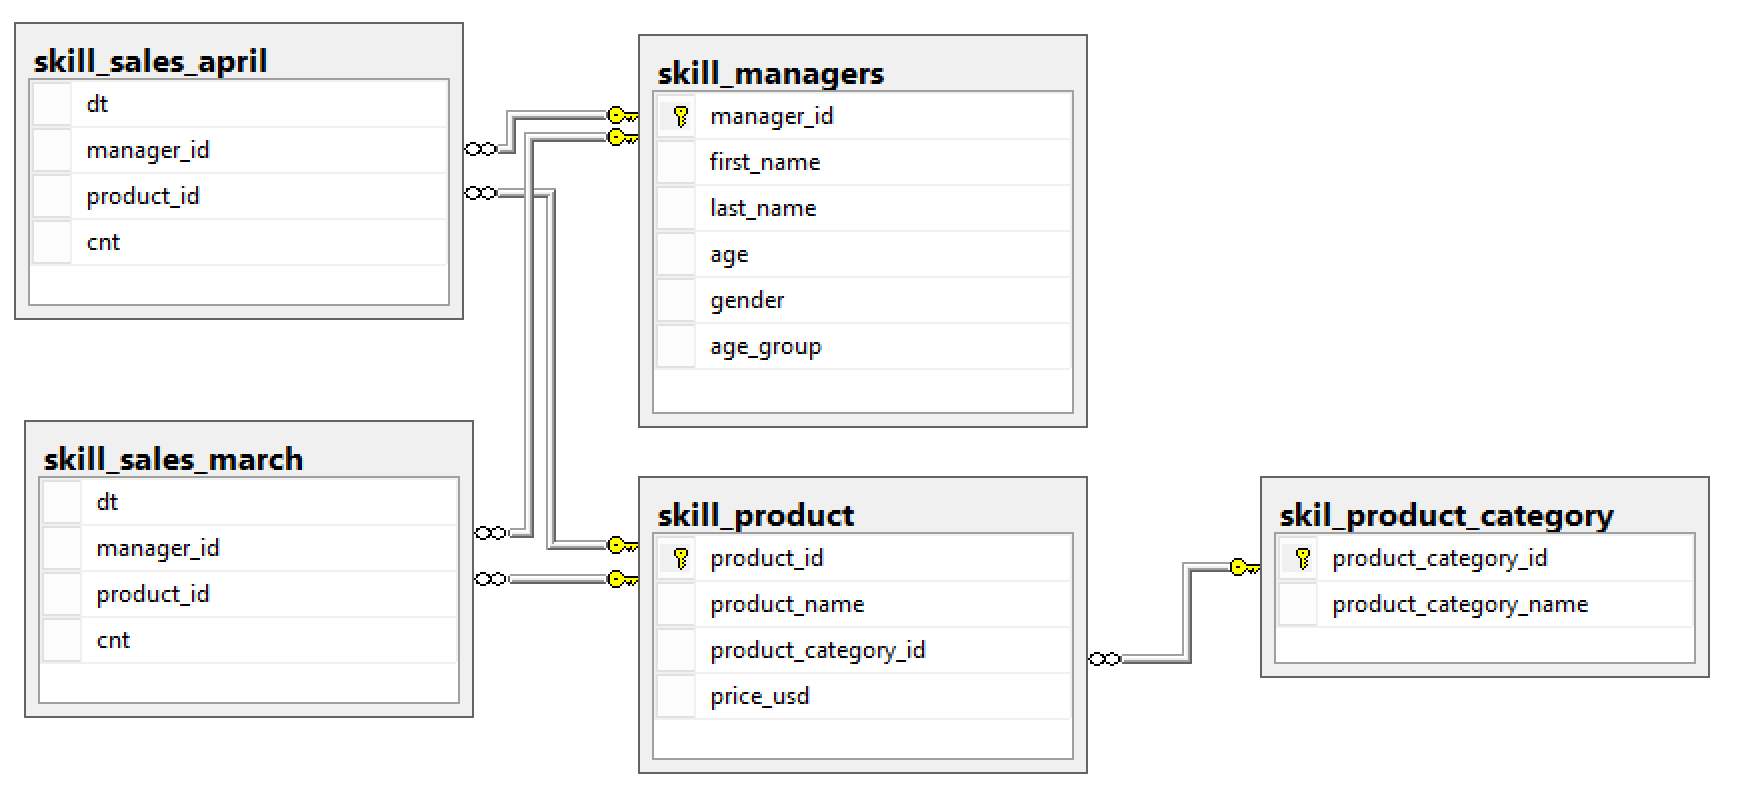 skill_sales_april
dt
manager_id
product_id
cnt
skill_managers
manager_id
first_name
last_name
age
gender
age_group
skill_sales_march
dt
manager_id
product_id
cnt
skill_product
product_id
product_name
product_category_id
price_usd
skil_product_category
product_category_id
product_category_name